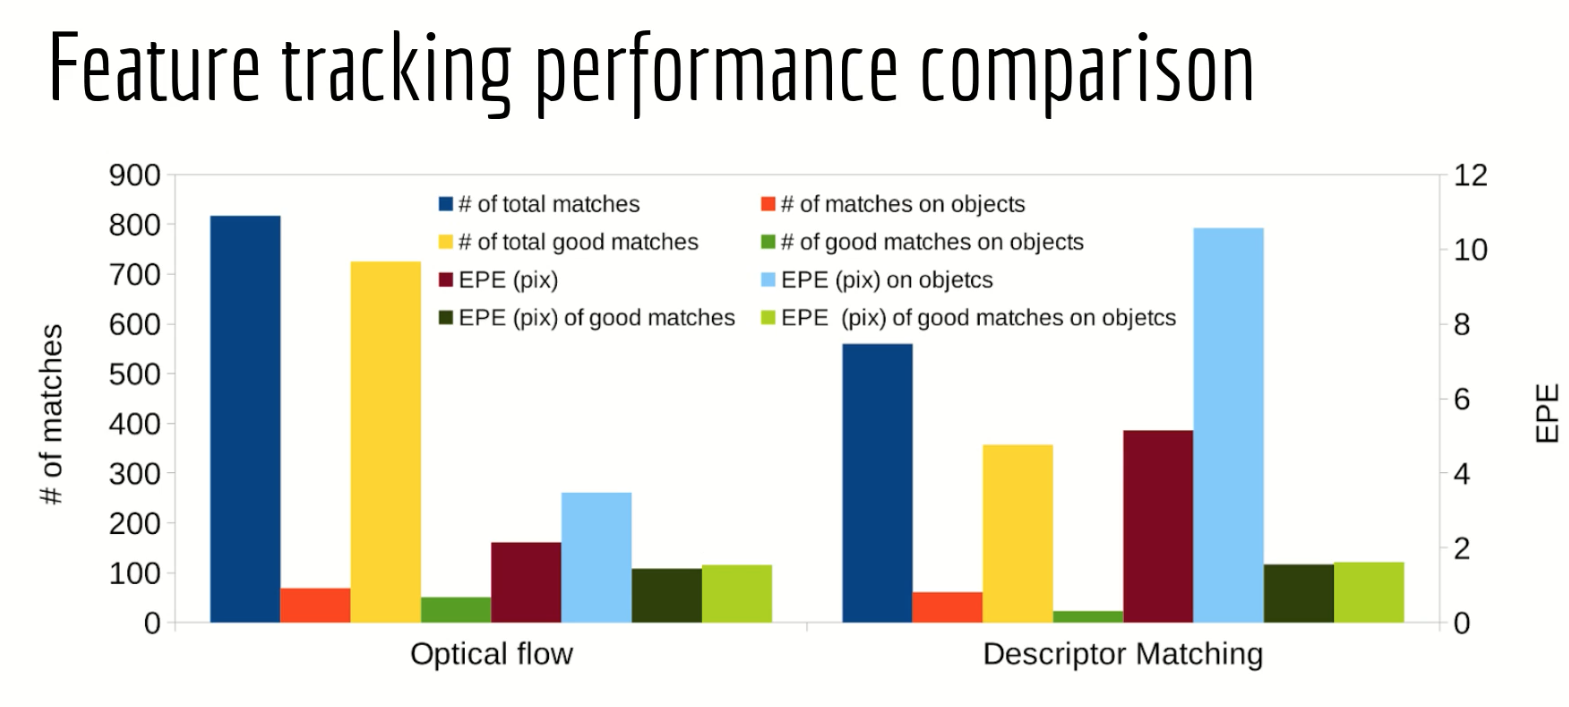 Feature tracking performance comparison
900
800
700
600
500
400
300
200
100
0
# of matches
# of total matches
# of matches on objects
# of total good matches
# of good matches on objects
EPE (pix)
EPE (pix) on objetcs
EPE (pix) of good matches
EPE  (pix) of good matches on objetcs
12
10
8
6
4
2
0
EPE
Optical flow
Descriptor Matching